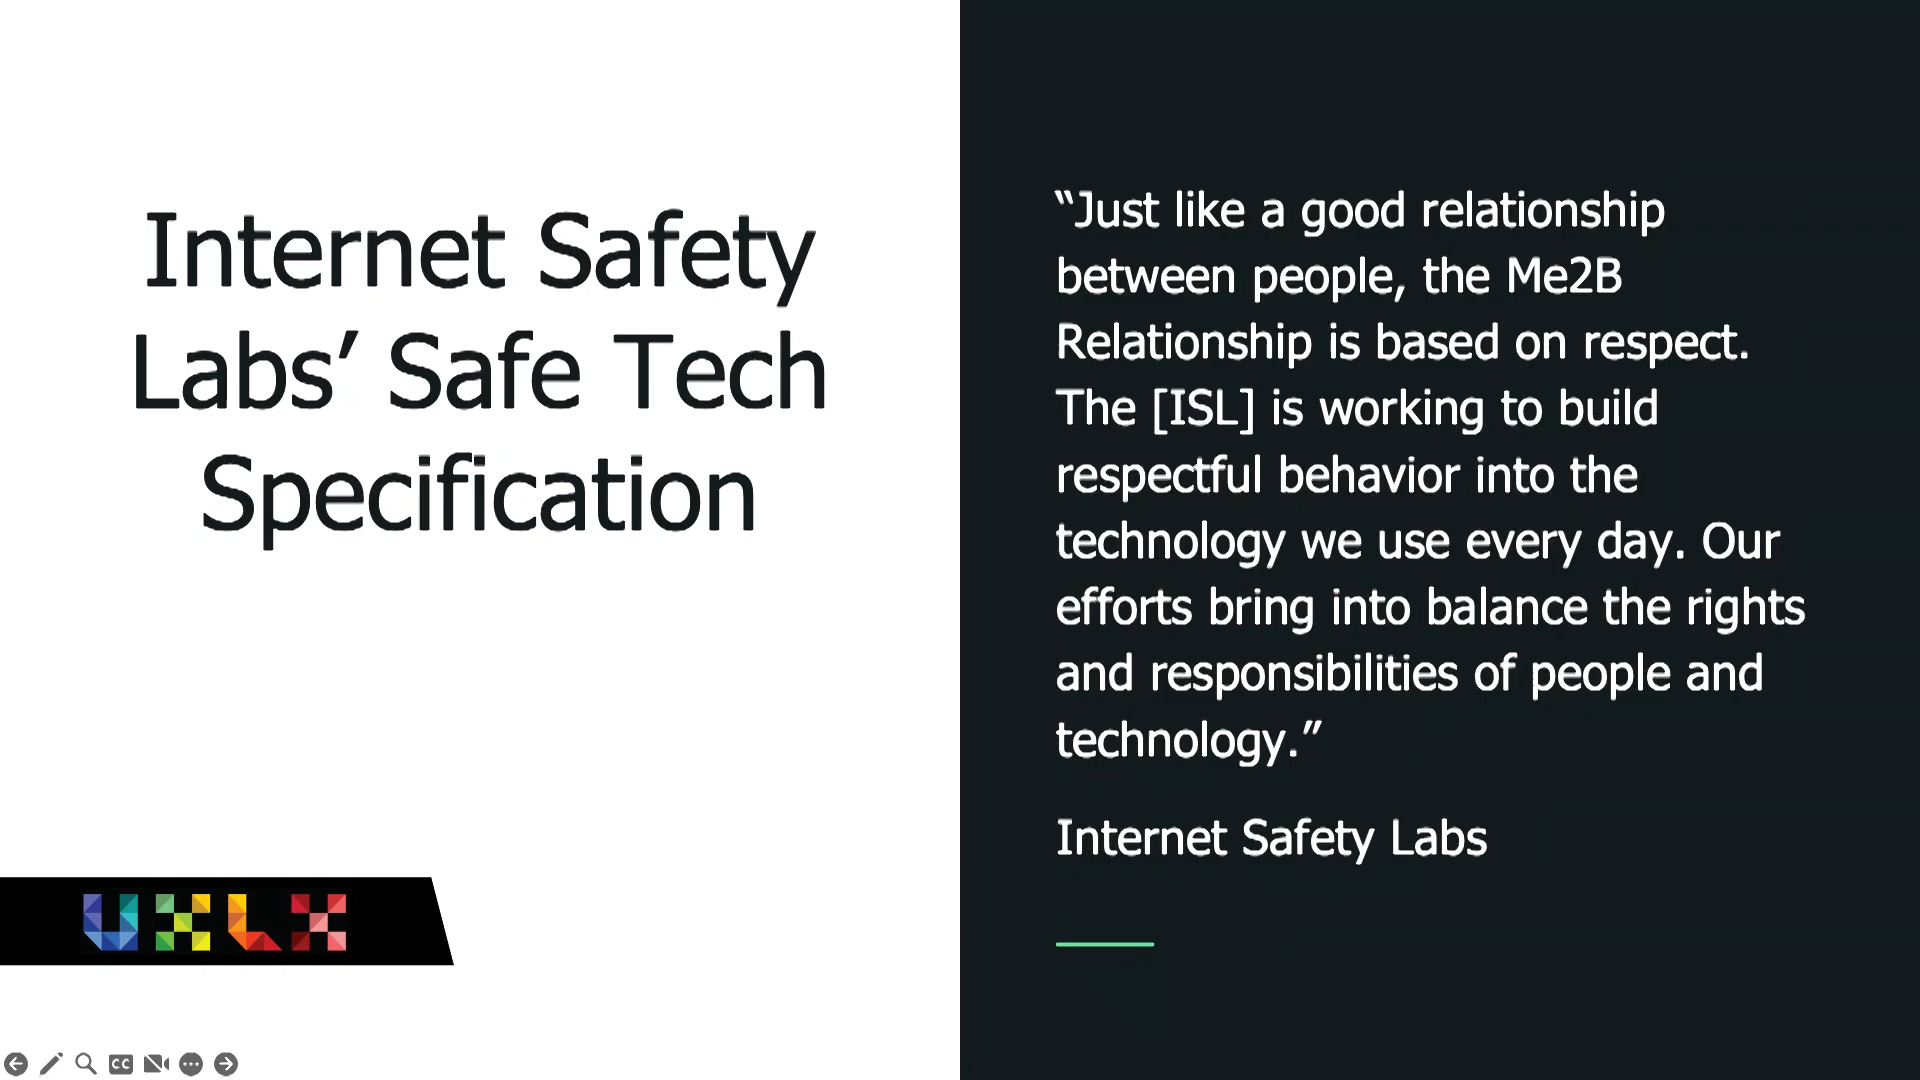 Internet Safety
Labs’ Safe Tech
Specification
“Just like a good relationship
between people, the Me2B
Relationship is based on respect.
The [ISL] is working to build
respectful behavior into the
technology we use every day. Our
efforts bring into balance the rights
and responsibilities of people and
technology.”
Internet Safety Labs
UXLX
CC